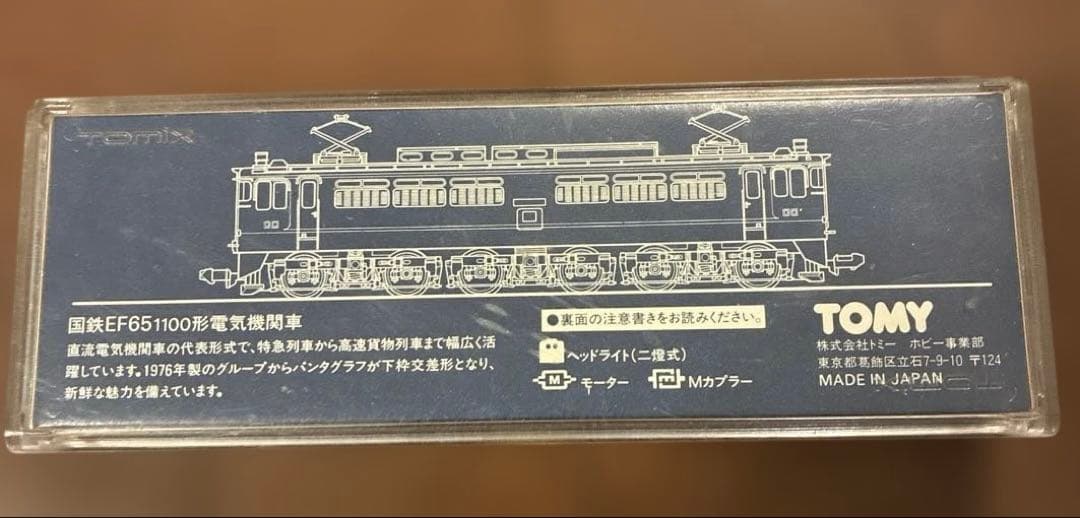 TOMIX
国鉄EF651100形電気機関車
直流電気機関車の代表形式で、特急列車から高速貨物列車まで幅広く活
躍しています。1976年製のグループからパンタグラフが下枠交差形となり、
新鮮な魅力を備えています。
●裏面の注意書きをお読みください。
ヘッドライト(二燈式)
M モーター Mカプラー
TOMY
株式会社トミー ホビー事業部
東京都葛飾区立石7-9-10 〒124
MADE IN JAPAN